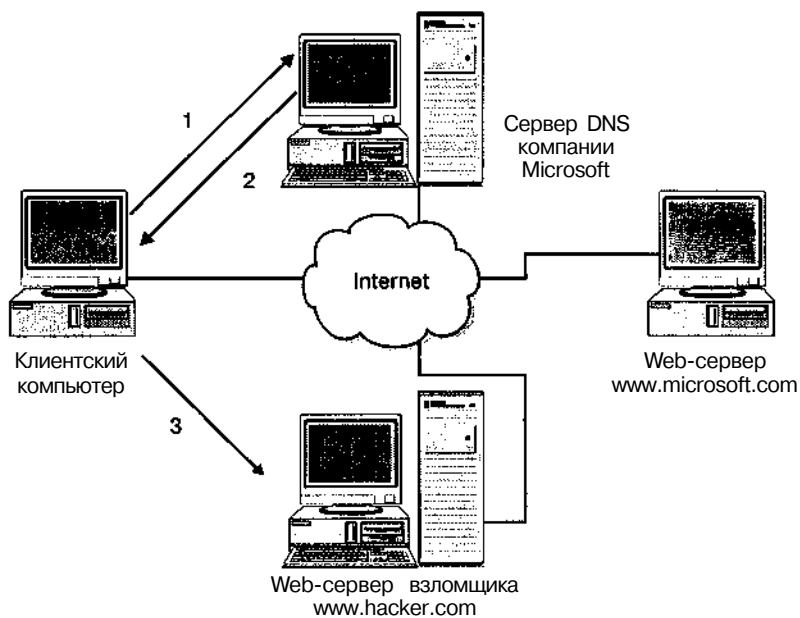 1
2
Сервер DNS
компании
Microsoft
Internet
Клиентский
компьютер
Web-сервер
www.microsoft.com
3
Web-сервер взломщика
www.hacker.com